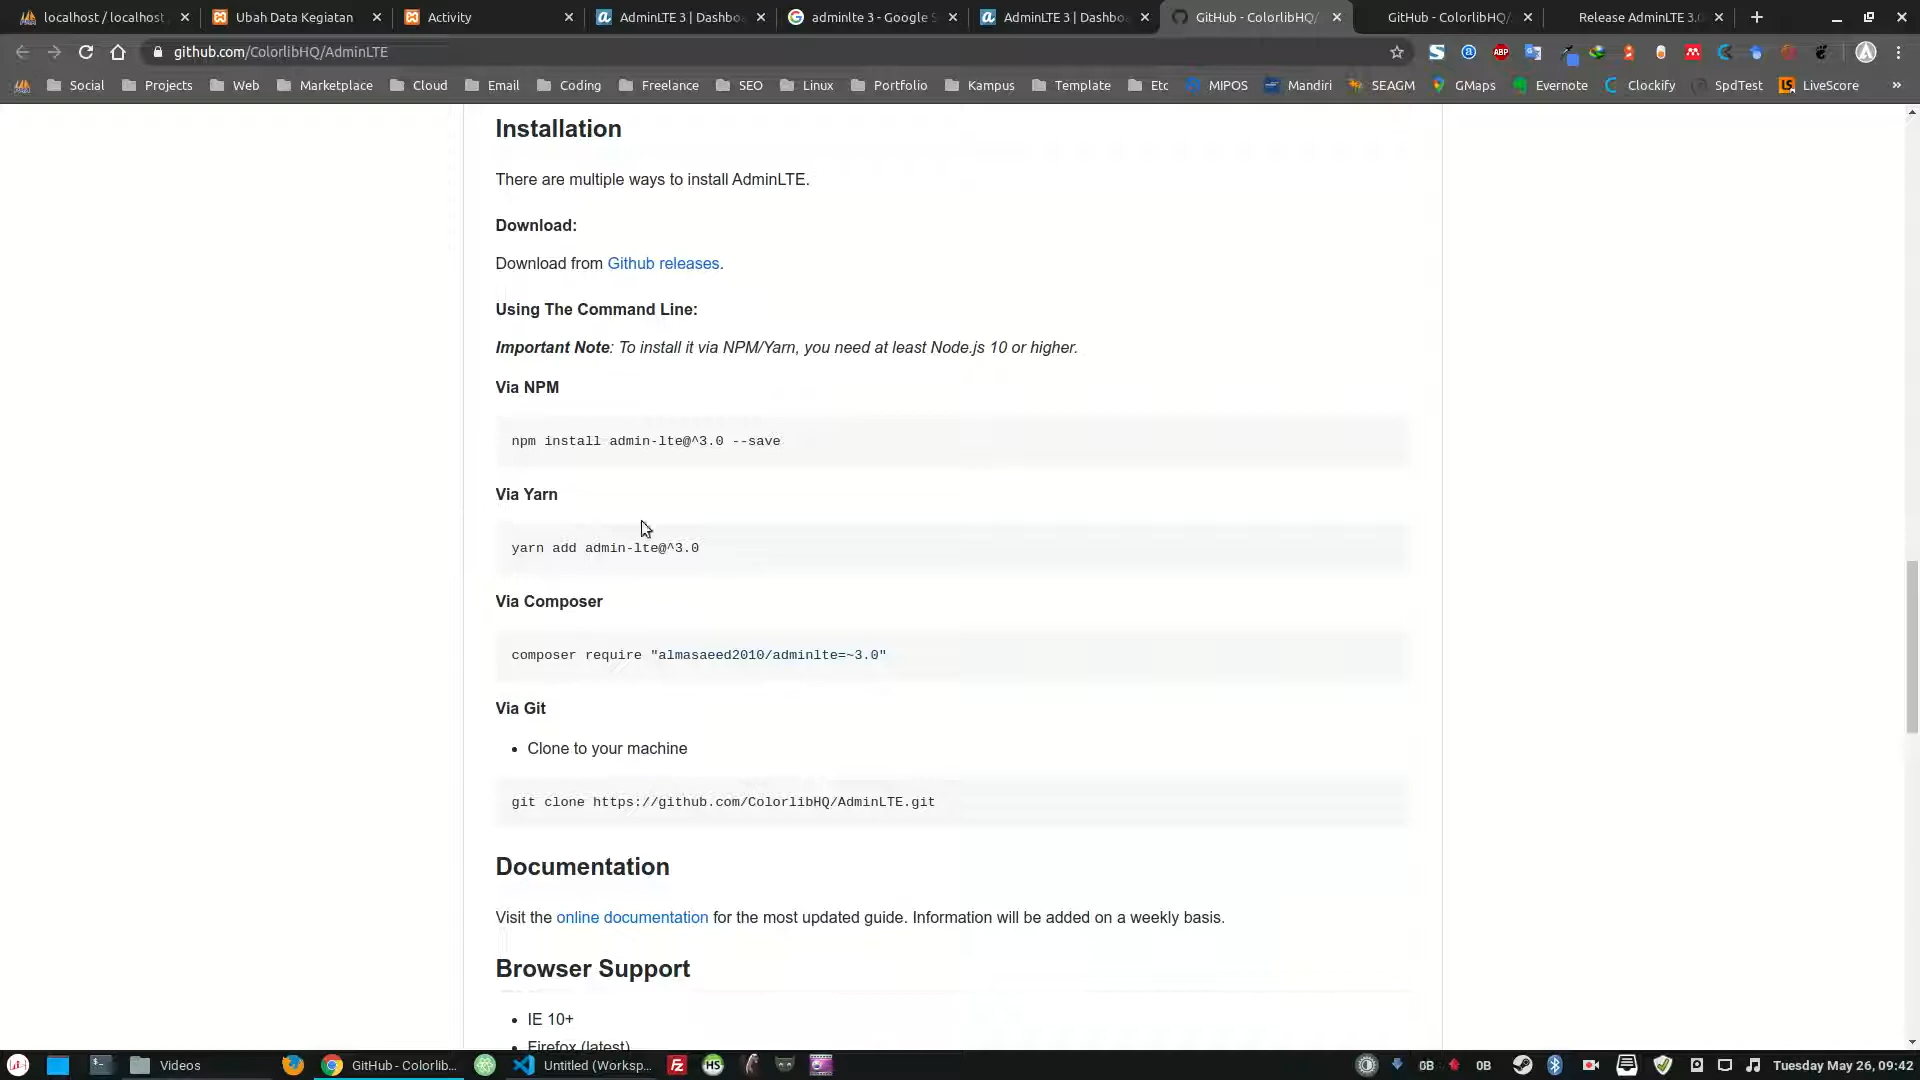 localhost / localhost
Ubah Data Kegiatan
Activity
AdminLTE 3 | Dashbo
adminlte 3 - Google S
AdminLTE 3 | Dashbo
GitHub - ColorlibHQ/
GitHub - ColorlibHQ/
Release AdminLTE 3.0
github.com/ColorlibHQ/AdminLTE
Social Projects Web Marketplace Cloud Email Coding Freelance SEO Linux Portfolio Kampus Template Etc MIPOS Mandiri SEAGM GMaps Evernote Clockify SpdTest LiveScore »
Installation
There are multiple ways to install AdminLTE.
Download:
Download from Github releases.
Using The Command Line:
Important Note: To install it via NPM/Yarn, you need at least Node.js 10 or higher.
Via NPM
npm install admin-lte@^3.0 --save
Via Yarn
yarn add admin-lte@^3.0
Via Composer
composer require "almasaeed2010/adminlte=~3.0"
Via Git
• Clone to your machine
git clone https://github.com/ColorlibHQ/AdminLTE.git
Documentation
Visit the online documentation for the most updated guide. Information will be added on a weekly basis.
Browser Support
• IE 10+
• Firefox (latest)
Videos GitHub - Colorlib... Untitled (Worksp... 0B 0B Tuesday May 26, 09:42